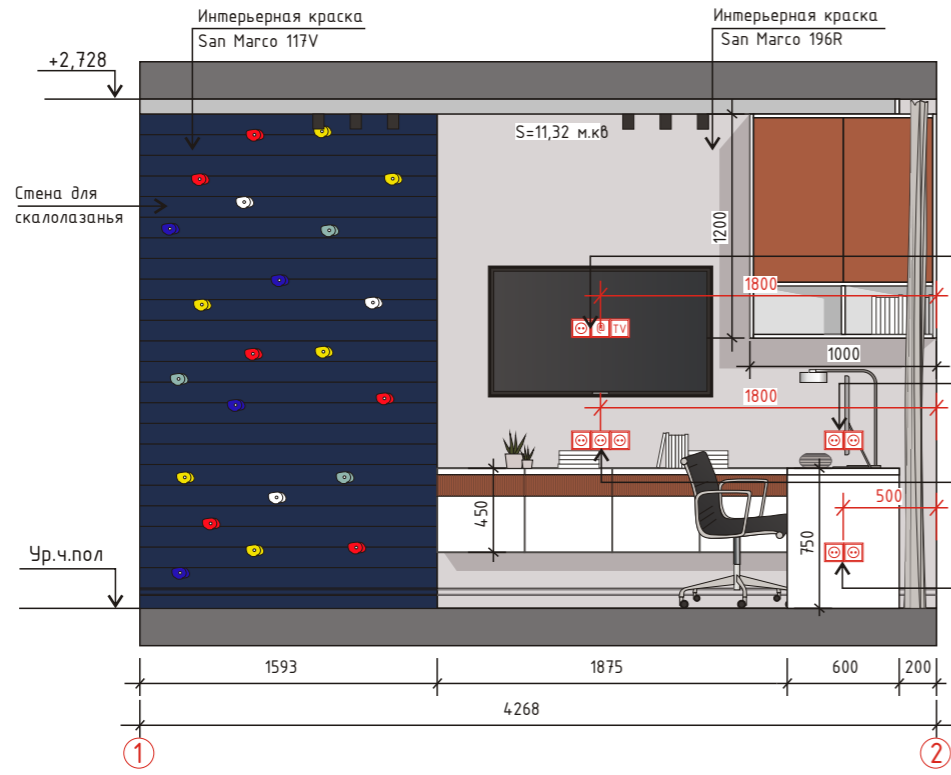 Интерьерная краска
San Marco 117V
Интерьерная краска
San Marco 196R
+2,728
S=11,32 м.кв
Стена для
скалолазанья
1200
1800
@ TV
1000
1800
450
750
500
Ур.ч.пол
1593
1875
600
200
4268
1
2